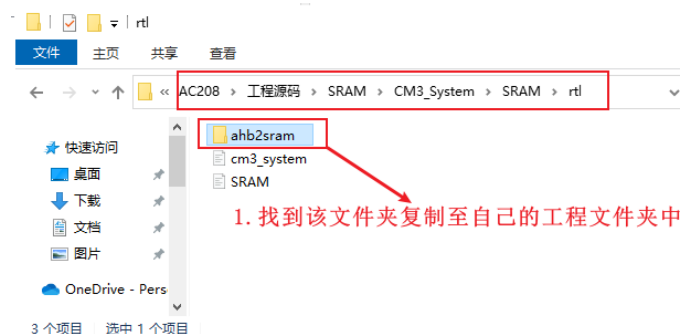 rtl
文件 主页 共享 查看
« AC208 › 工程源码 › SRAM › CM3_System › SRAM › rtl
快速访问
桌面
下载
文档
图片
OneDrive - Pers
ahb2sram
cm3_system
SRAM
1.找到该文件夹复制至自己的工程文件夹中
3 个项目 选中 1 个项目